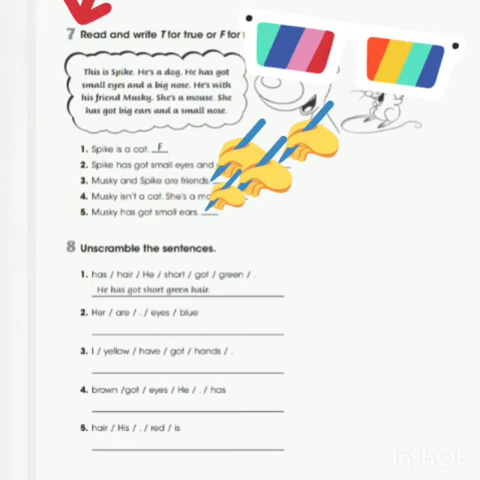 7 Read and write T for true or F for
This is Spike. He's a dog. He has got
small eyes and a big nose. He's with
his friend Musky. She's a mouse. She
has got big ears and a small nose.
1. Spike is a cat. F
2. Spike has got small eyes and
3. Musky and Spike are friends.
4. Musky isn't a cat. She's a
5. Musky has got small ears.
8 Unscramble the sentences.
1. has / hair / He / short / got / green / .
He has got short green hair.
2. Her / are / . / eyes / blue
3. I / yellow / have / got / hands / .
4. brown /got / eyes / He / . / has
5. hair / His / . / red / is
InShOt